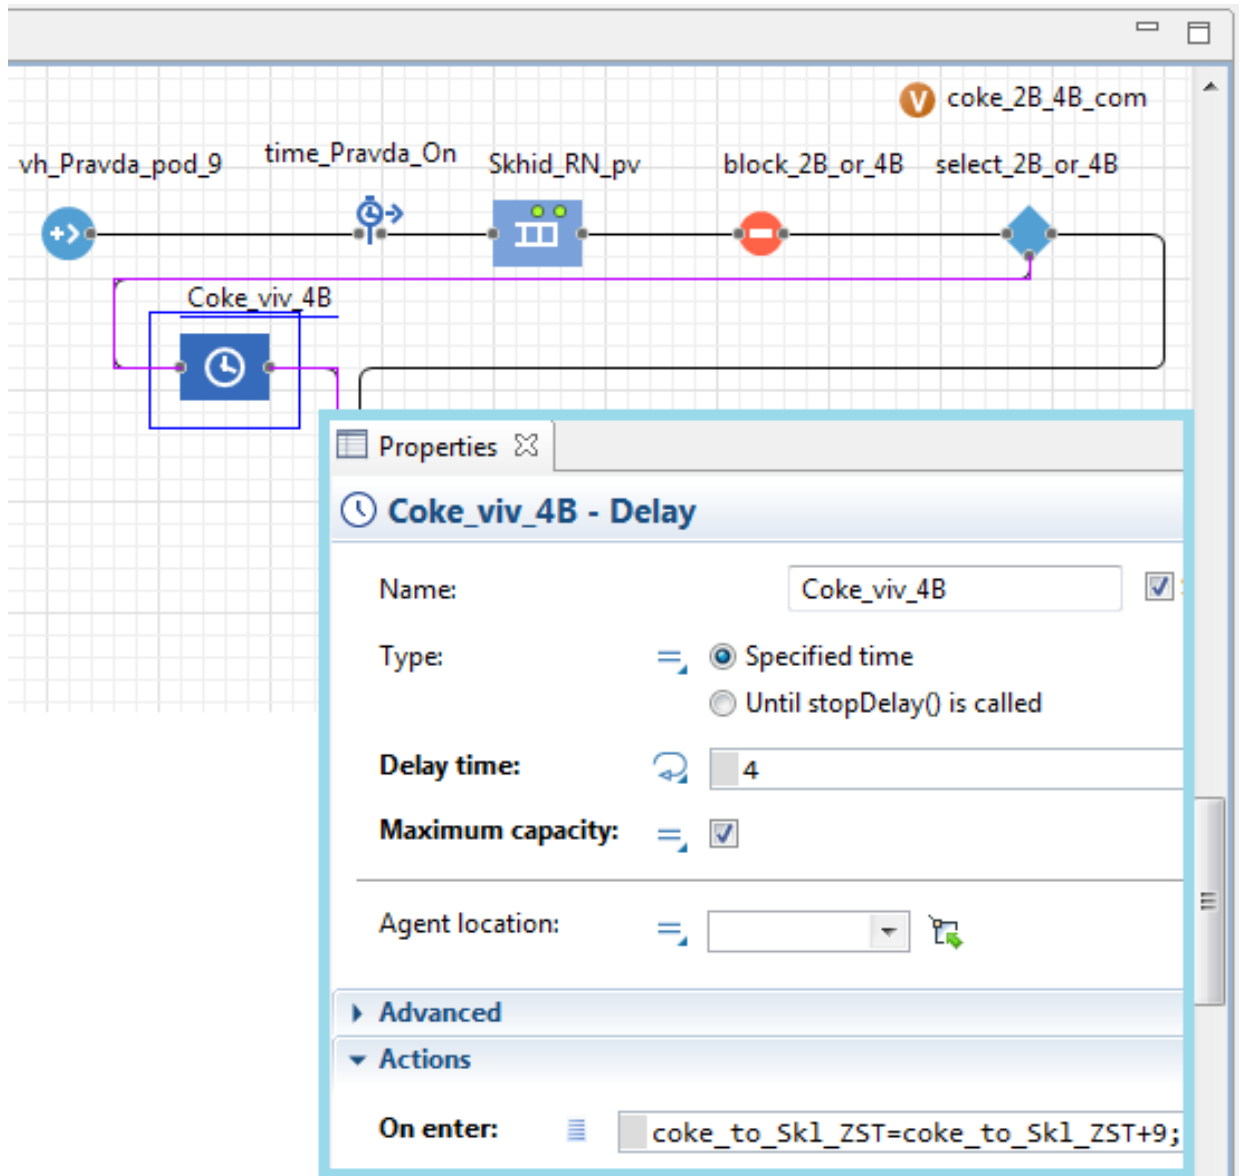 coke_2B_4B_com
vh_Pravda_pod_9 time_Pravda_On Skhid_RN_pv block_2B_or_4B select_2B_or_4B
Coke_viv_4B
Properties
Coke_viv_4B - Delay
Name: Coke_viv_4B
Type: Specified time
Until stopDelay() is called
Delay time: 4
Maximum capacity:
Agent location:
Advanced
Actions
On enter: coke_to_Skl_ZST=coke_to_Skl_ZST+9;